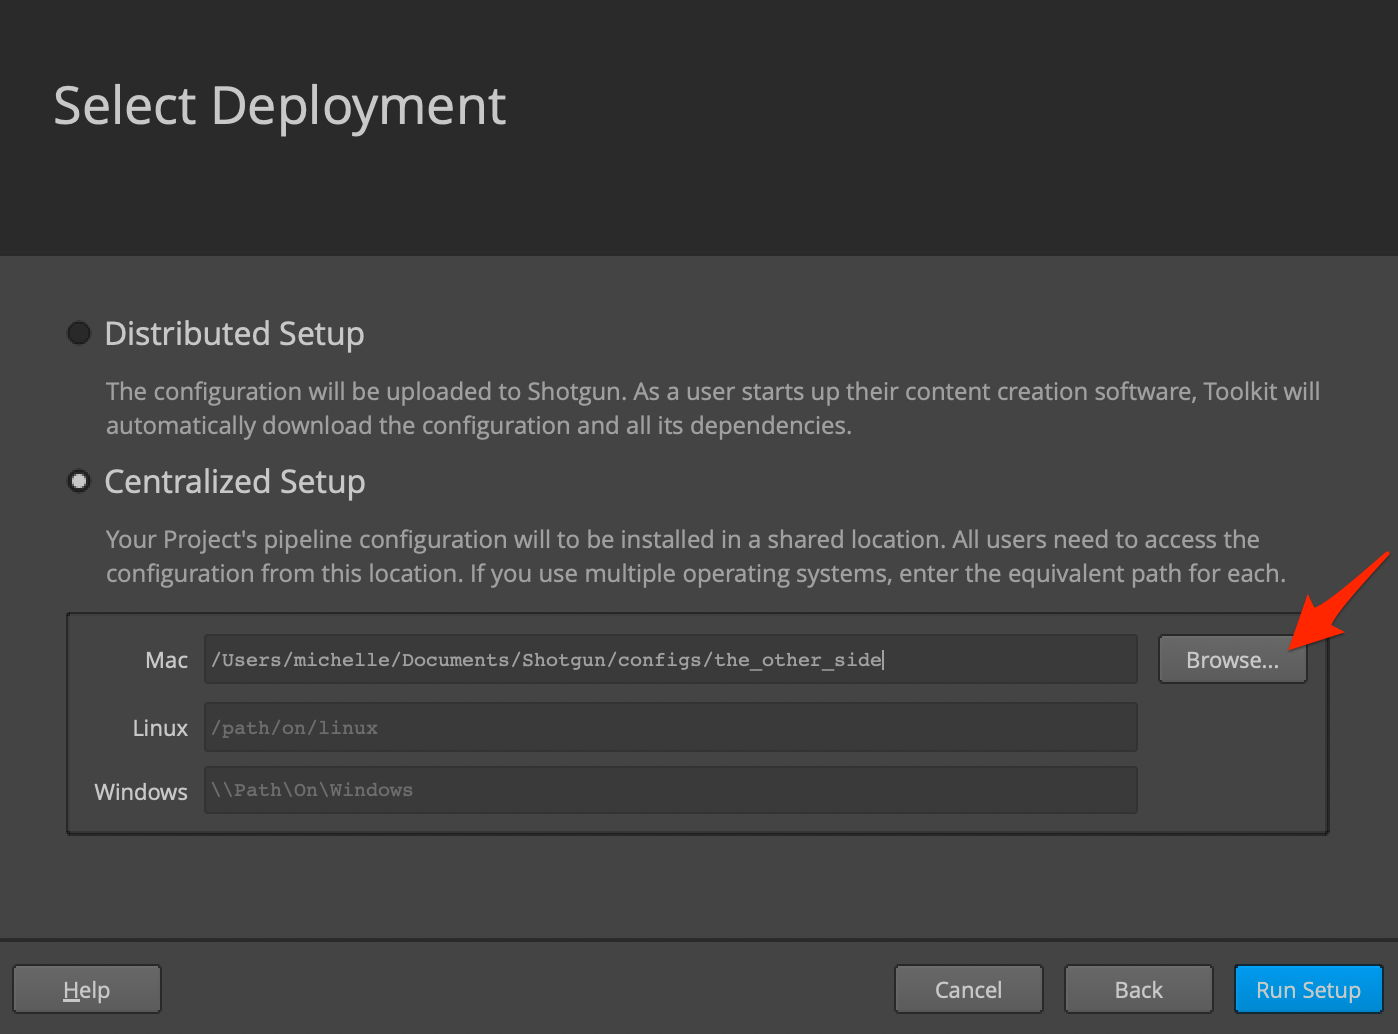 Select Deployment
Distributed Setup
The configuration will be uploaded to Shotgun. As a user starts up their content creation software, Toolkit will
automatically download the configuration and all its dependencies.
Centralized Setup
Your Project's pipeline configuration will to be installed in a shared location. All users need to access the
configuration from this location. If you use multiple operating systems, enter the equivalent path for each.
Mac /Users/michelle/Documents/Shotgun/configs/the_other_side Browse...
Linux /path/on/linux
Windows \\Path\On\Windows
Help Cancel Back Run Setup